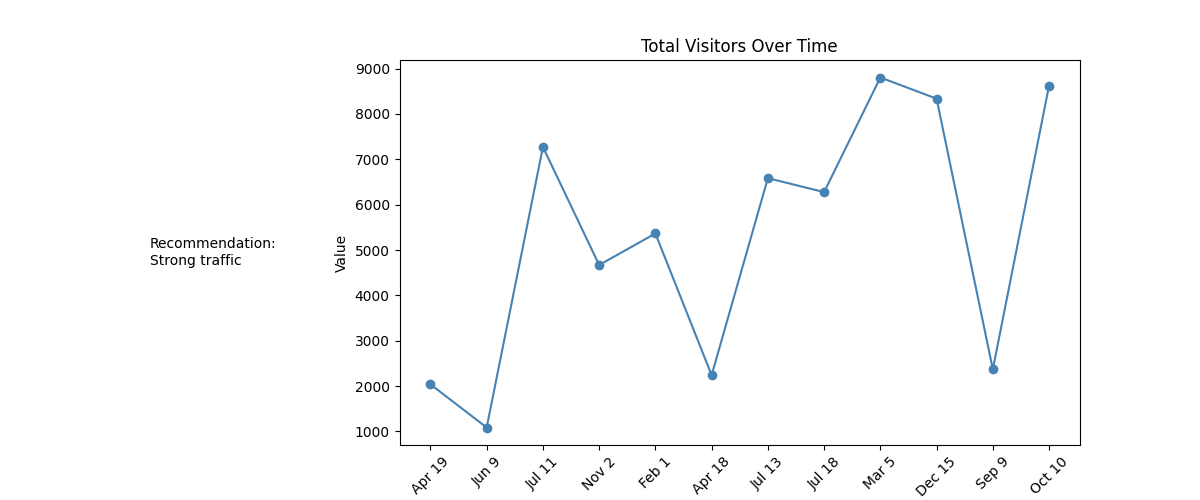 Total Visitors Over Time
Recommendation:
Strong traffic
Value
9000
8000
7000
6000
5000
4000
3000
2000
1000
Apr 19
Jun 9
Jul 11
Nov 2
Feb 1
Apr 18
Jul 13
Jul 18
Mar 5
Dec 15
Sep 9
Oct 10